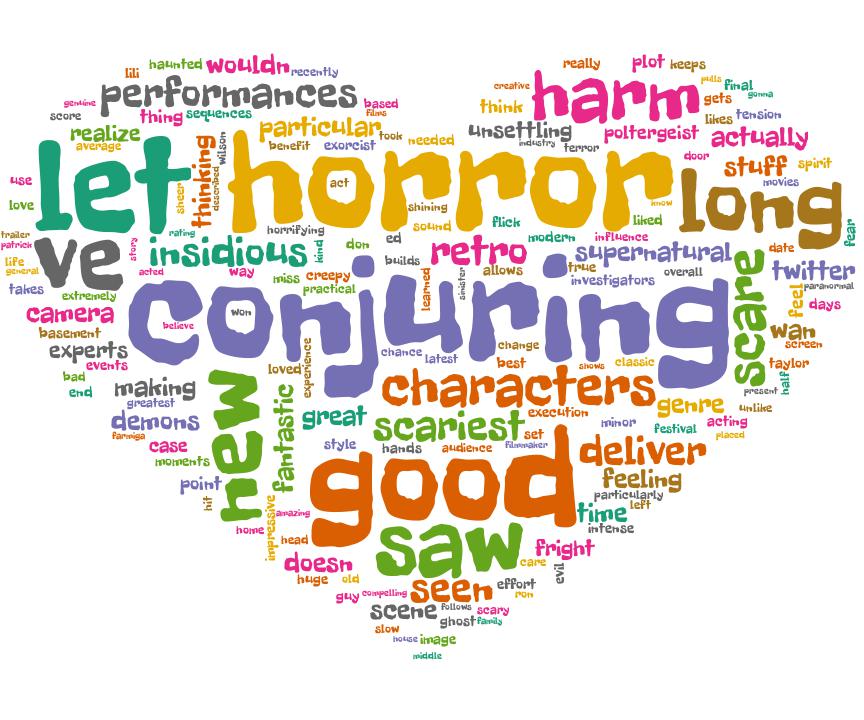 haunted wouldn recently
lili
really plot keeps
creative pulls final
genuine performances based
films
think harm gets gonna
score thing sequences
likes tension
realize particular took needed
unsettling poltergeist actually
average benefit exorcist
industry terror
thinking wilson described
door stuff spirit
use let horror act know long movies
love sheer shining
sound flick liked
trailer rating horrifying
modern influence
fear
patrick ve story insidious kind don ed retro supernatural date
life general acted way builds allows true investigators overall scare twitter
takes extremely miss creepy practical learned sinister paranormal
camera conjuring won believe feel days
basement wan screen
experts events loved experience chance latest change best shows classic taylor
bad end making characters present half
greatest new fantastic great scariest execution genre unlike
demons farmiga set minor festival acting placed
case style hands audience filmmaker
moments good deliver
point feeling
particularly
hit left
impressive amazing time intense
home head saw fright
doesn care evil
huge old seen effort
guy compelling ron
scene follows scary
ghost family
slow
house image
middle